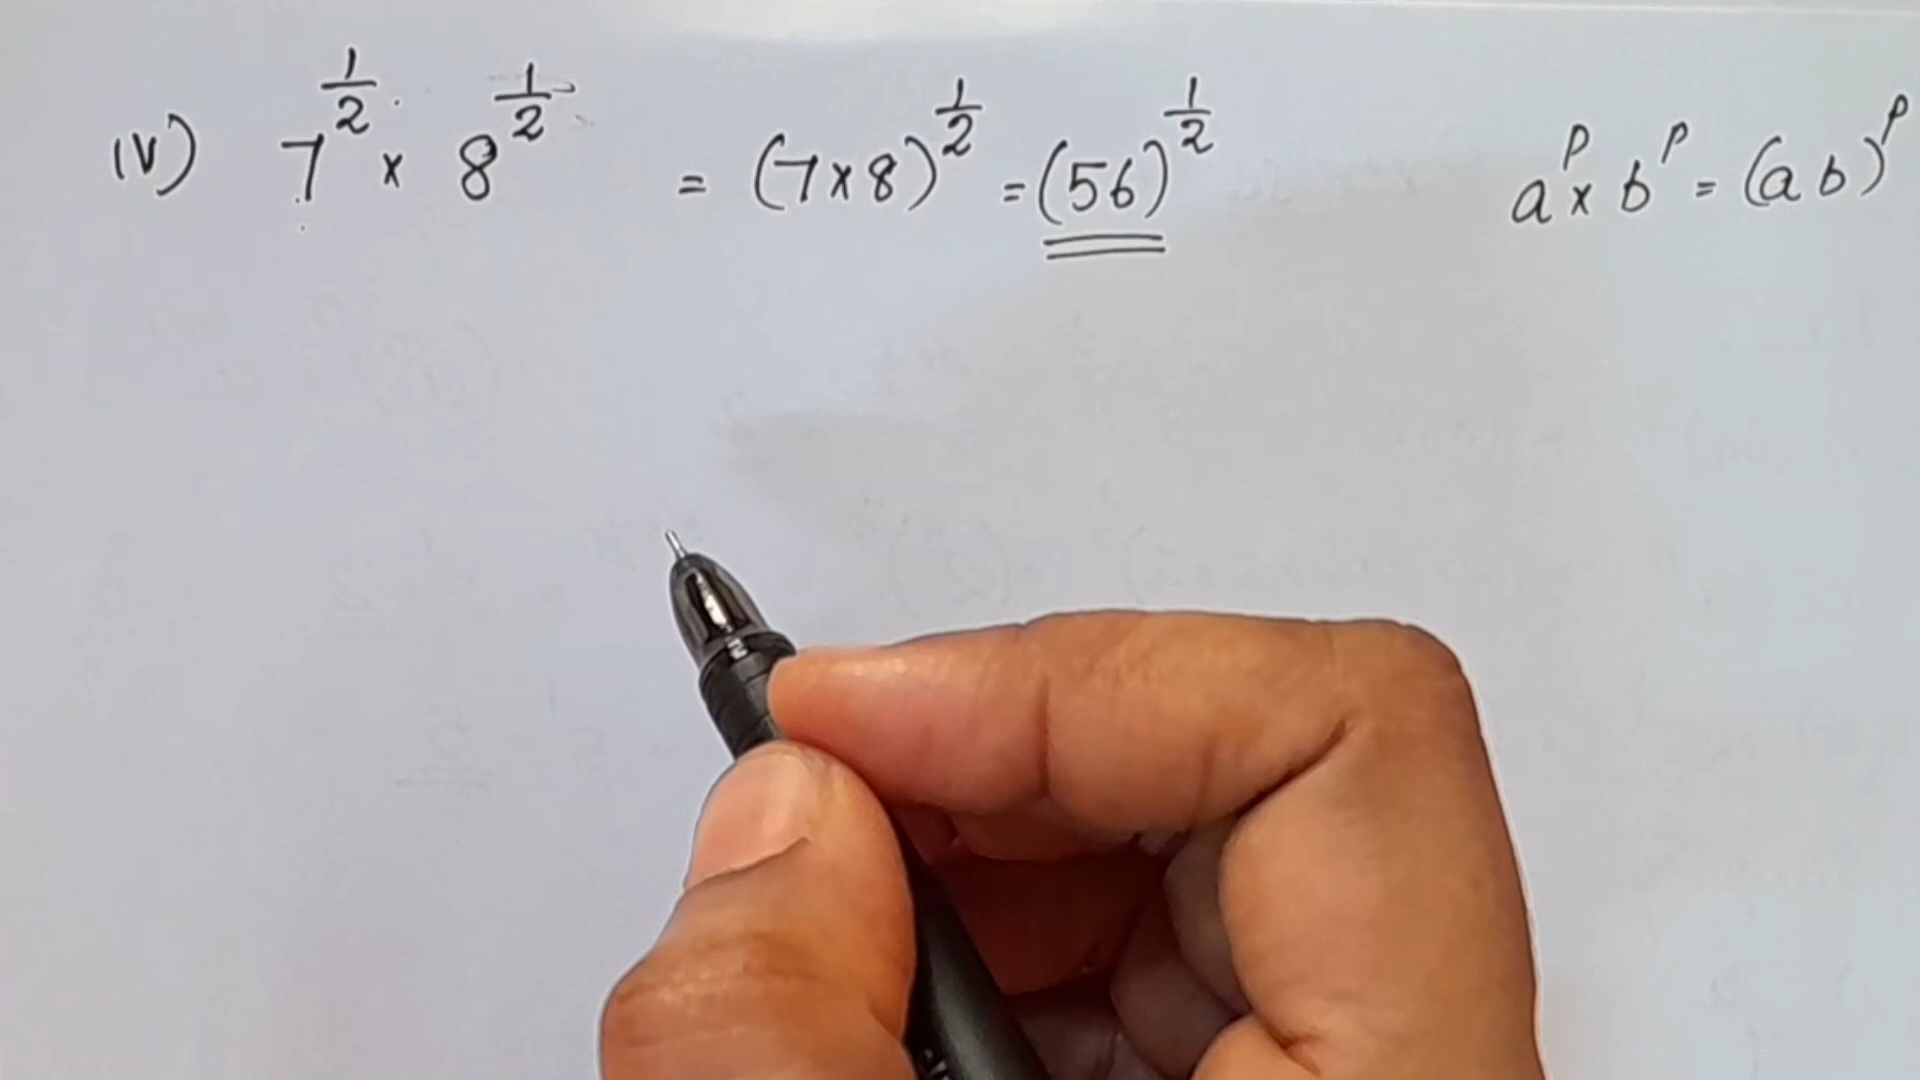 (iv) 7^(1/2) × 8^(1/2) = (7×8)^(1/2) = (56)^(1/2) a^p × b^p = (ab)^p